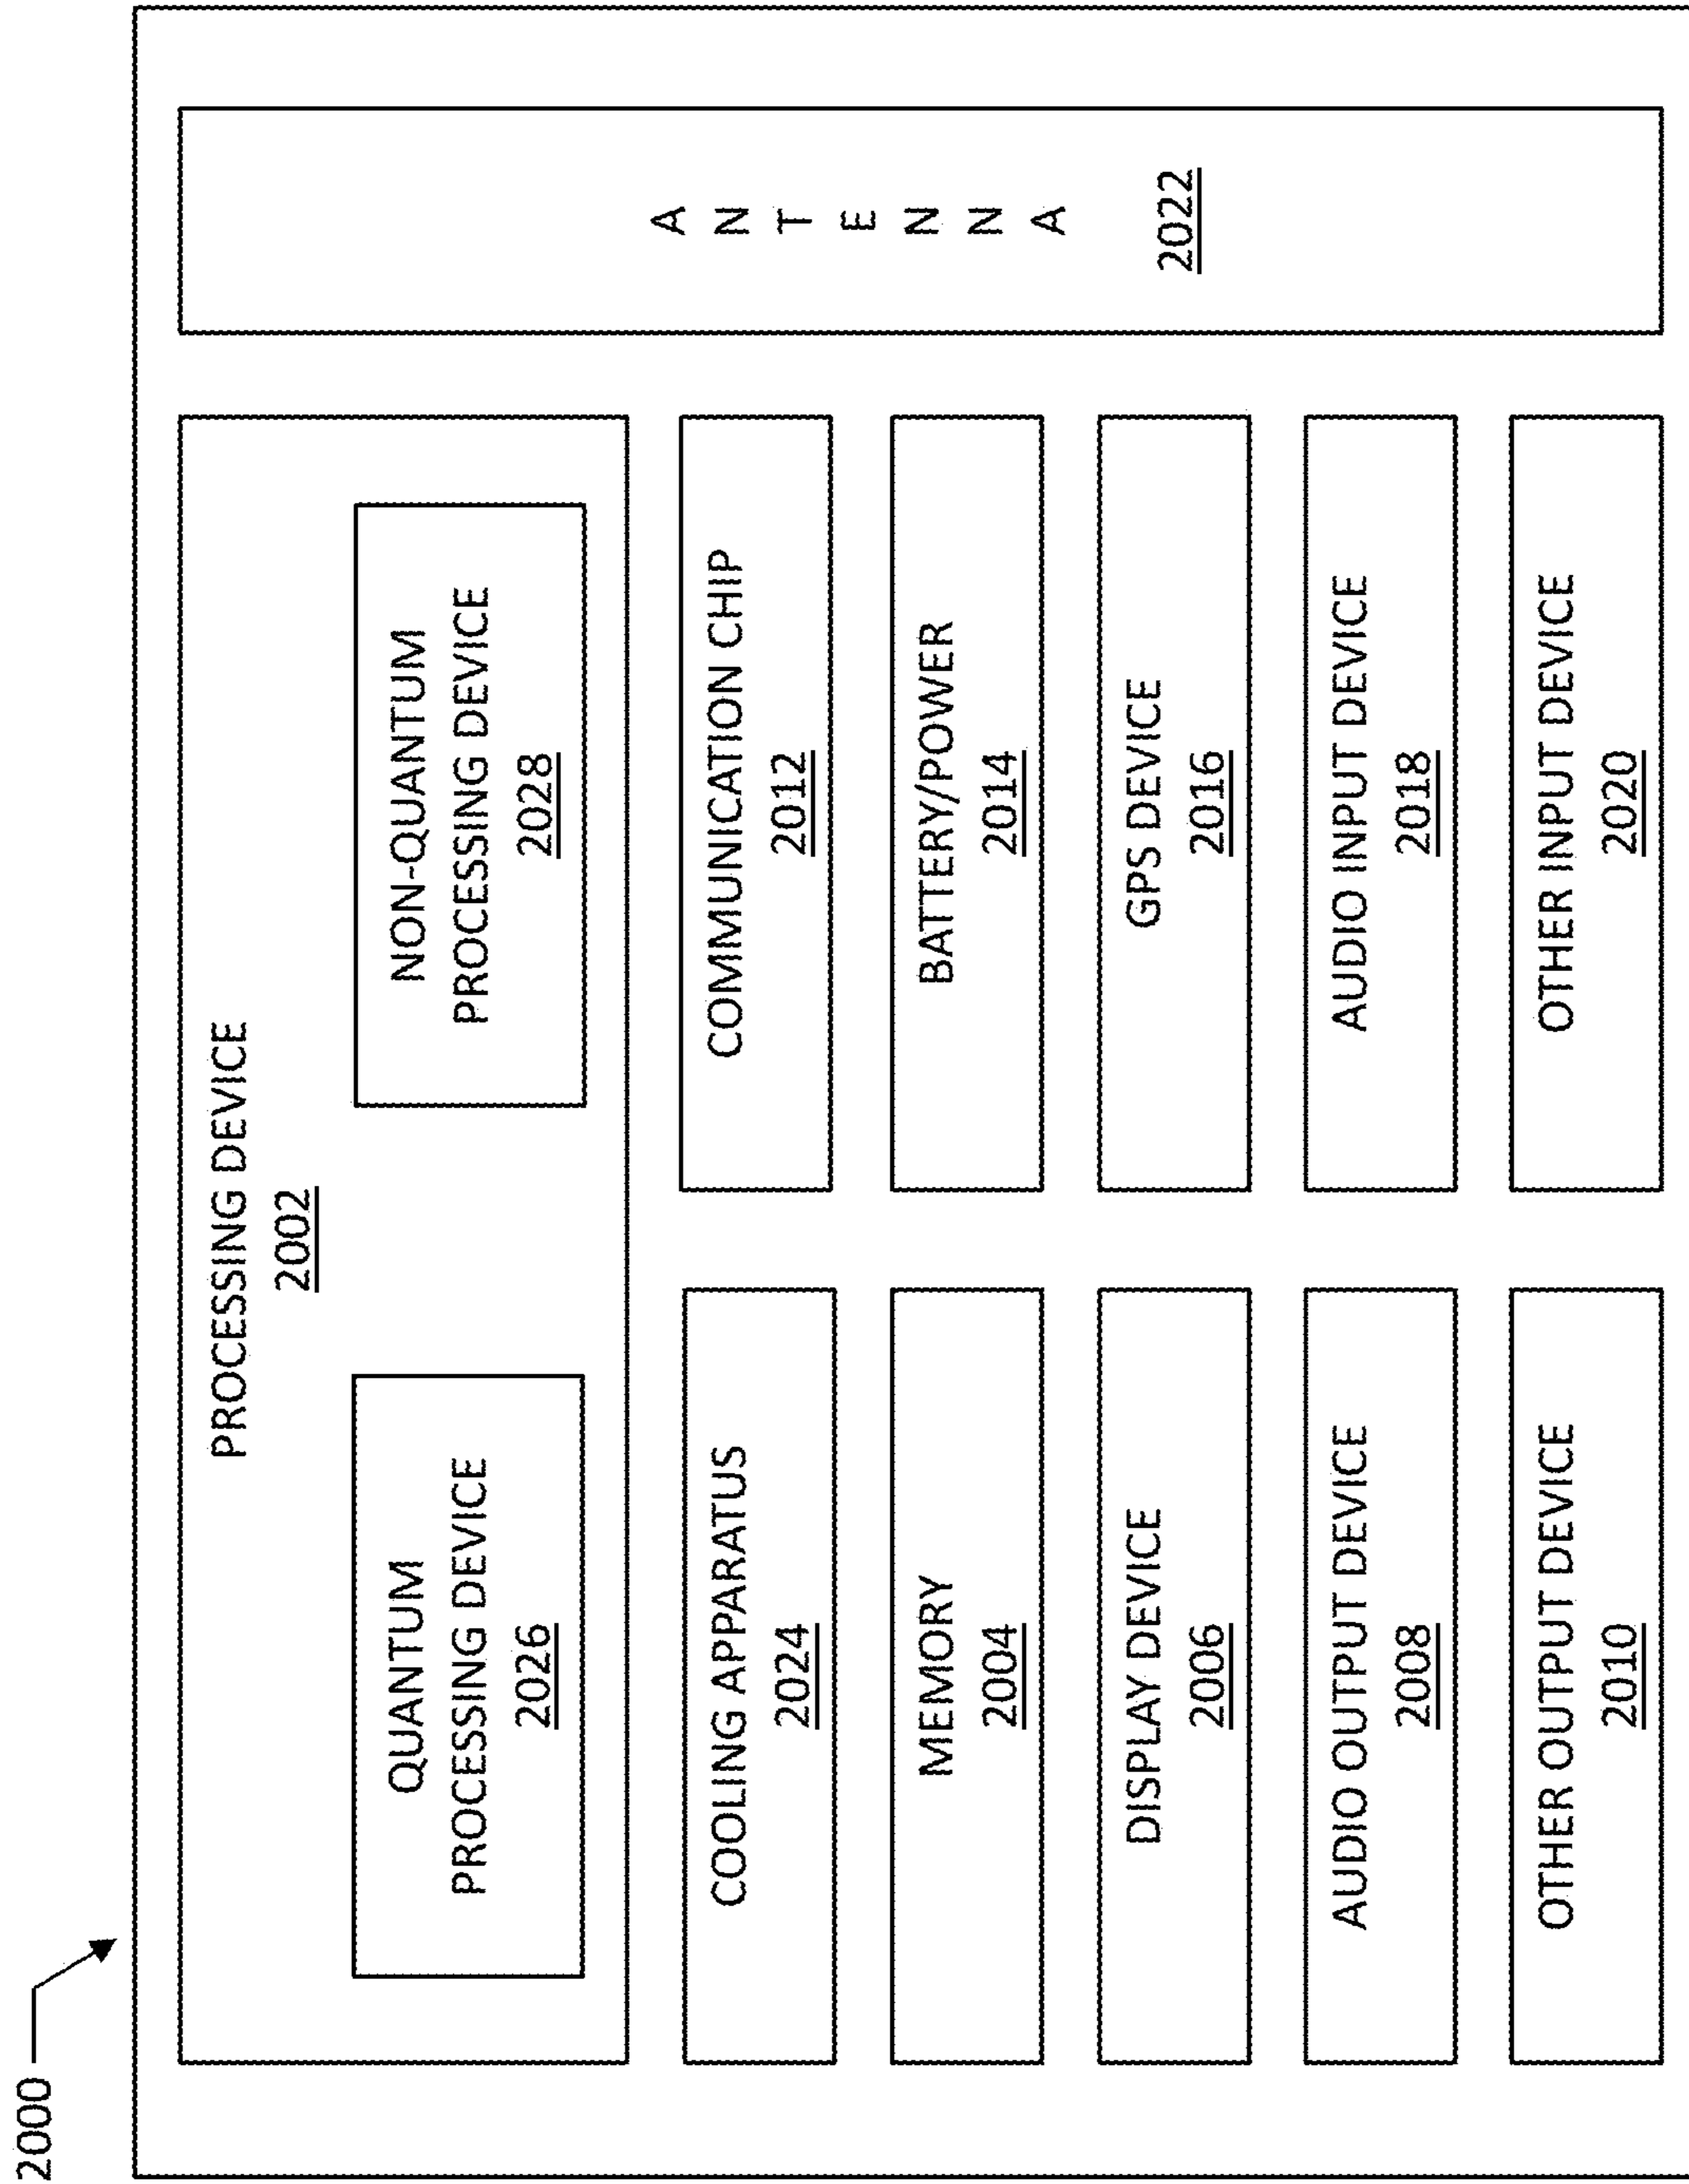 2000
PROCESSING DEVICE
2002
QUANTUM
PROCESSING DEVICE
2026
NON-QUANTUM
PROCESSING DEVICE
2028
COOLING APPARATUS
2024
COMMUNICATION CHIP
2012
MEMORY
2004
BATTERY/POWER
2014
DISPLAY DEVICE
2006
GPS DEVICE
2016
AUDIO OUTPUT DEVICE
2008
AUDIO INPUT DEVICE
2018
OTHER OUTPUT DEVICE
2010
OTHER INPUT DEVICE
2020
A
N
T
E
N
N
A
2022